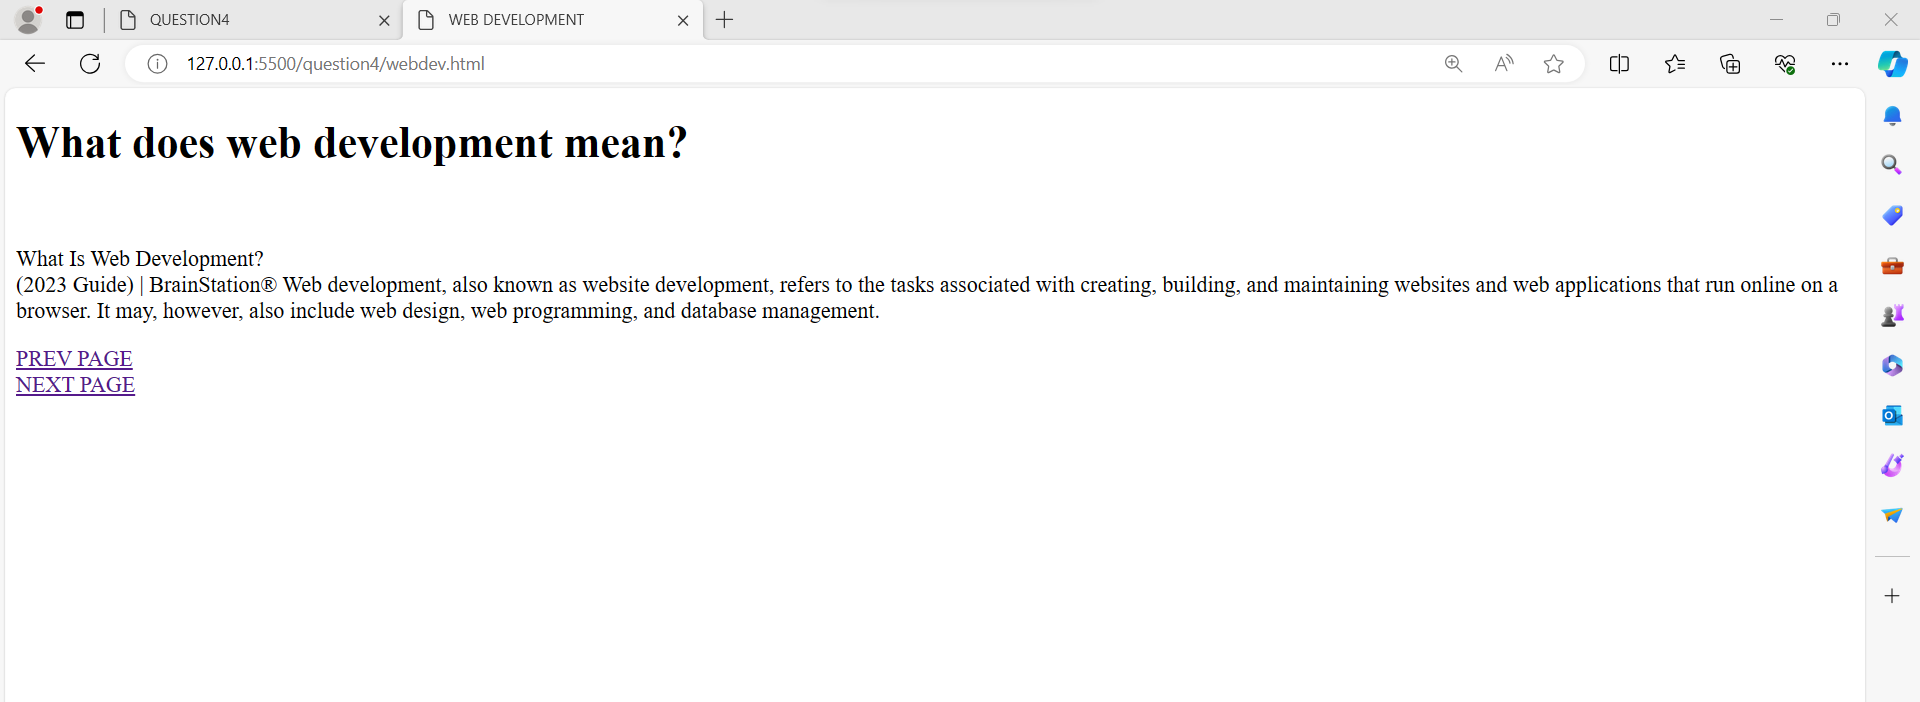 QUESTION4
WEB DEVELOPMENT
127.0.0.1:5500/question4/webdev.html
What does web development mean?
What Is Web Development?
(2023 Guide) | BrainStation® Web development, also known as website development, refers to the tasks associated with creating, building, and maintaining websites and web applications that run online on a
browser. It may, however, also include web design, web programming, and database management.
PREV PAGE
NEXT PAGE